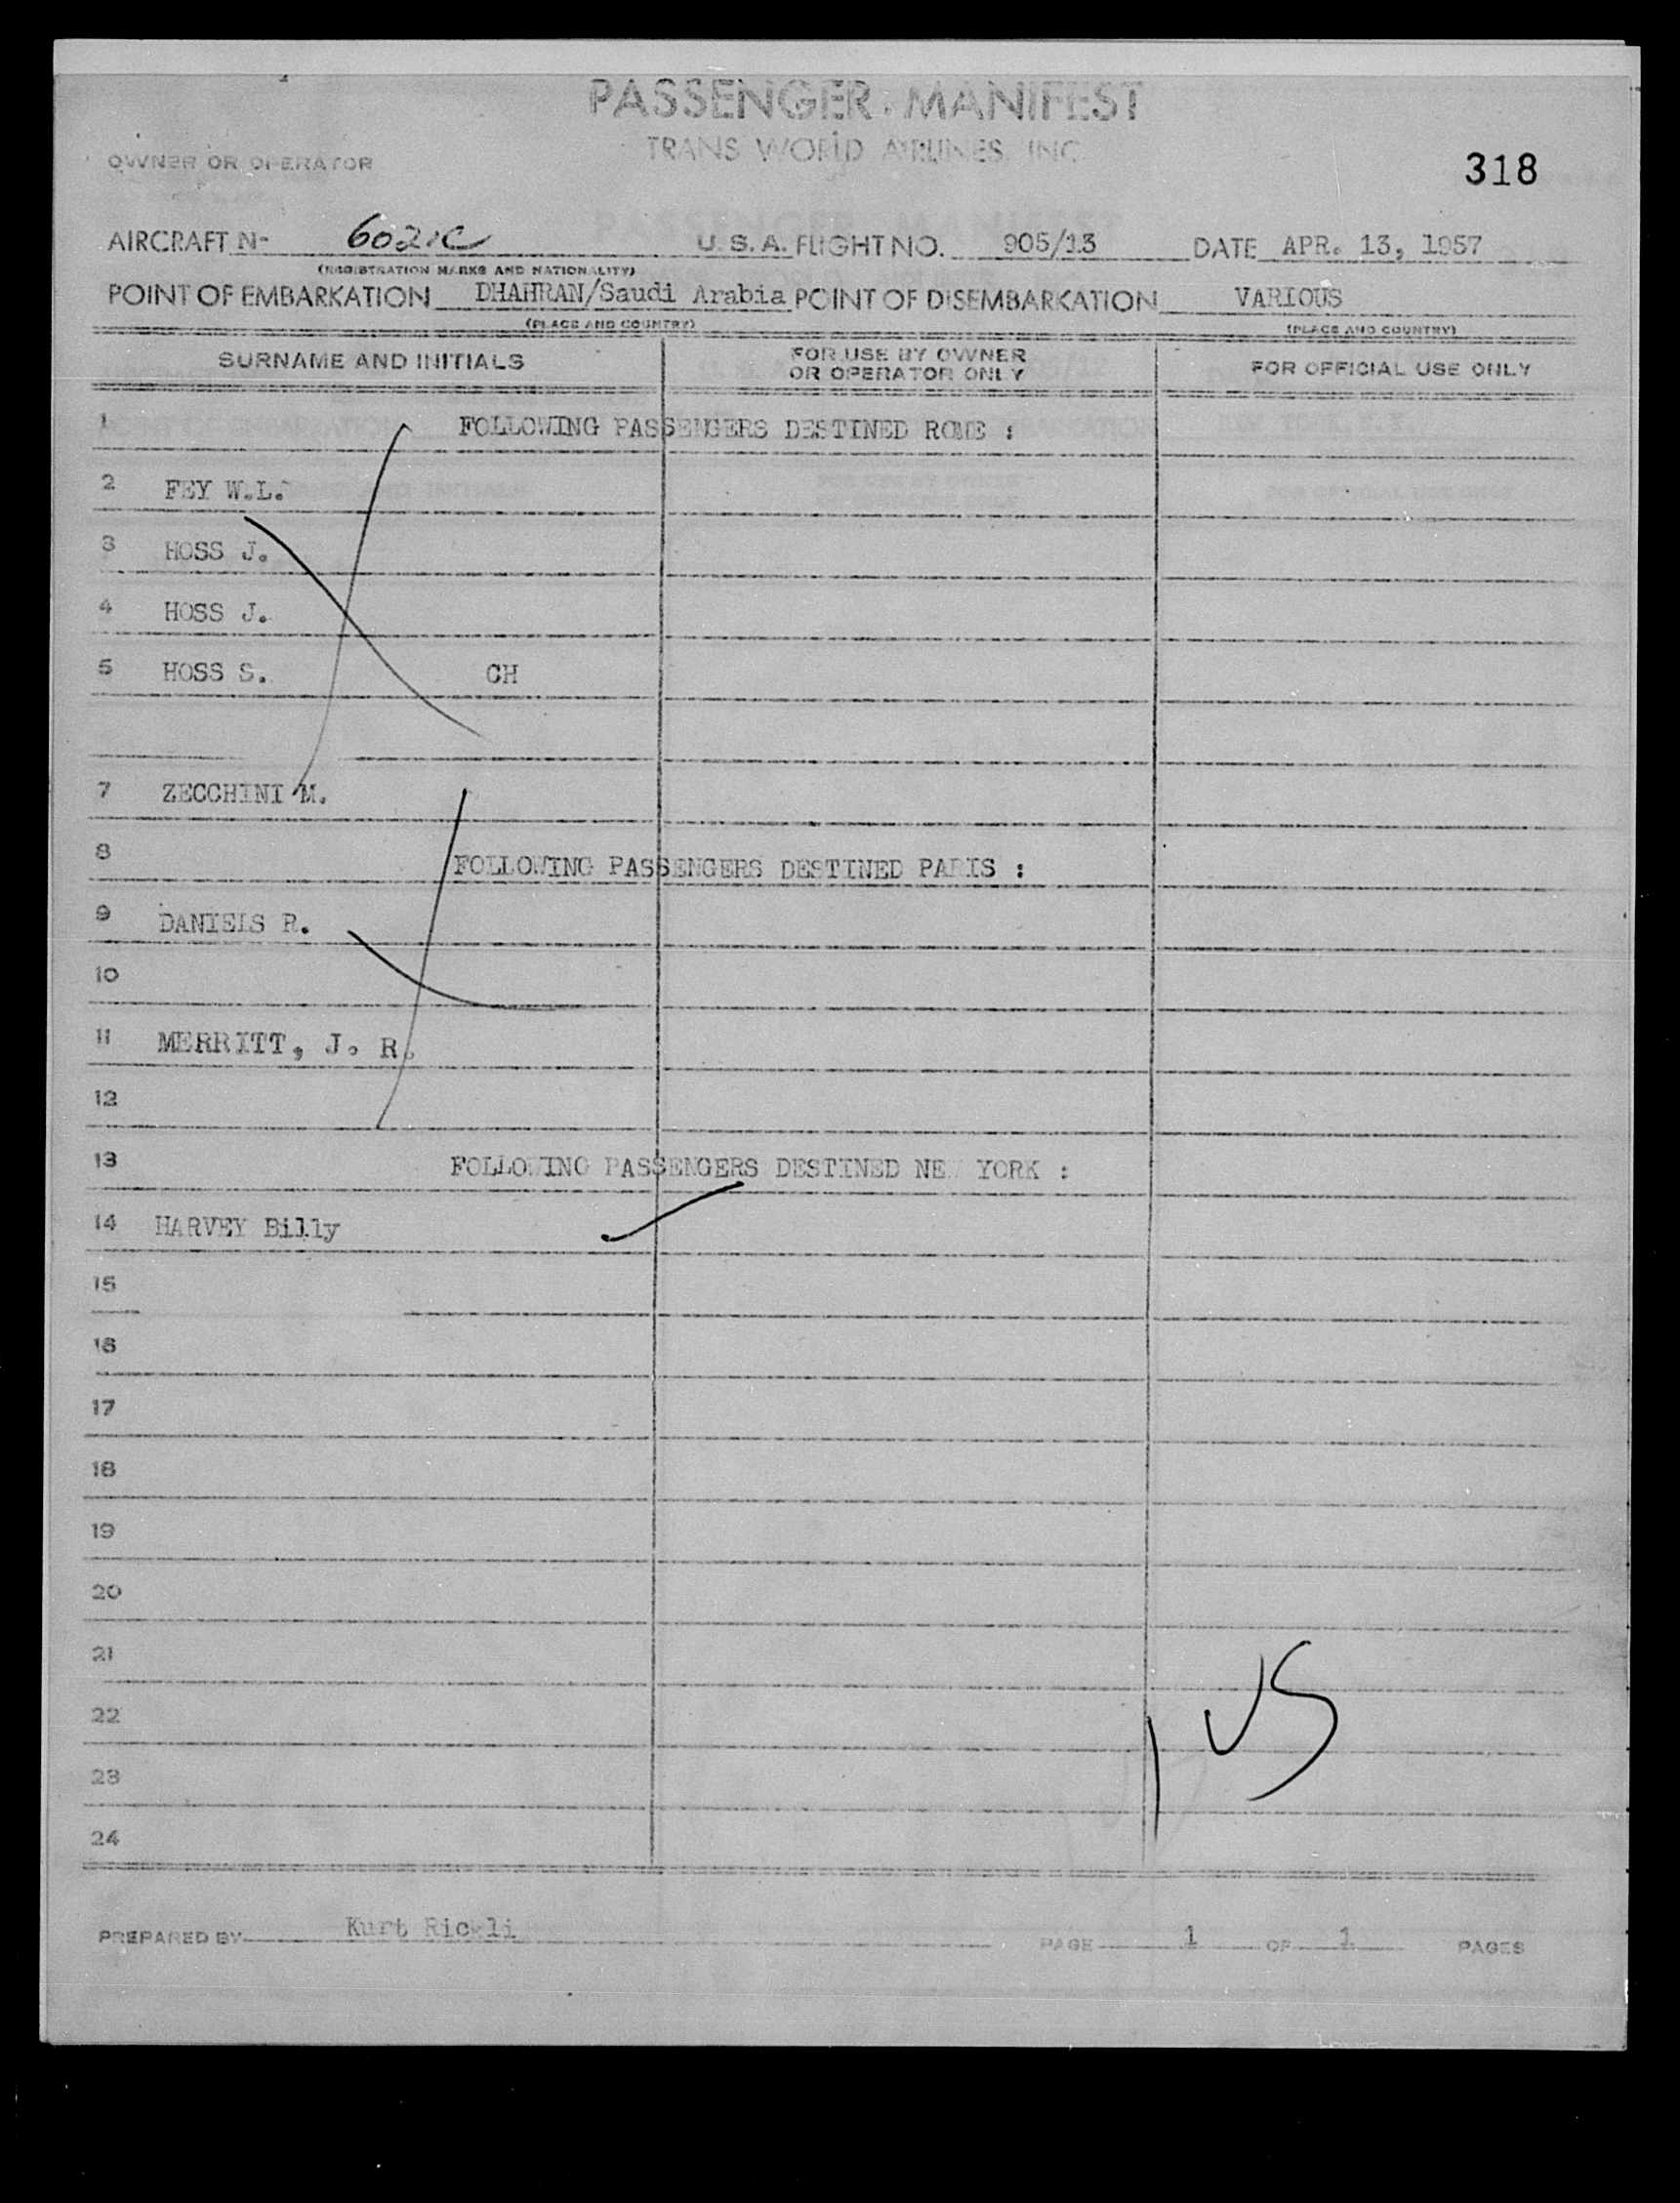 PASSENGER MANIFEST
TRANS WORLD AIRLINES, INC.
OWNER OR OPERATOR
318
AIRCRAFT N- 6021C U. S. A. FLIGHT NO. 905/13 DATE APR. 13, 1957
(REGISTRATION MARKS AND NATIONALITY)
POINT OF EMBARKATION DHAHRAN/Saudi Arabia POINT OF DISEMBARKATION VARIOUS
(PLACE AND COUNTRY) (PLACE AND COUNTRY)
SURNAME AND INITIALS FOR USE BY OWNER OR OPERATOR ONLY FOR OFFICIAL USE ONLY
1 FOLLOWING PASSENGERS DESTINED ROME :
2 FEY W.L.
3 HOSS J.
4 HOSS J.
5 HOSS S. CH
7 ZECCHINI M.
8 FOLLOWING PASSENGERS DESTINED PARIS :
9 DANIELS R.
10
11 MERRITT, J. R.
12
13 FOLLOWING PASSENGERS DESTINED NEW YORK :
14 HARVEY Billy
15
16
17
18
19
20
21
22
23
24
1 US
PREPARED BY Kurt PAGE 1 OF 1 PAGES